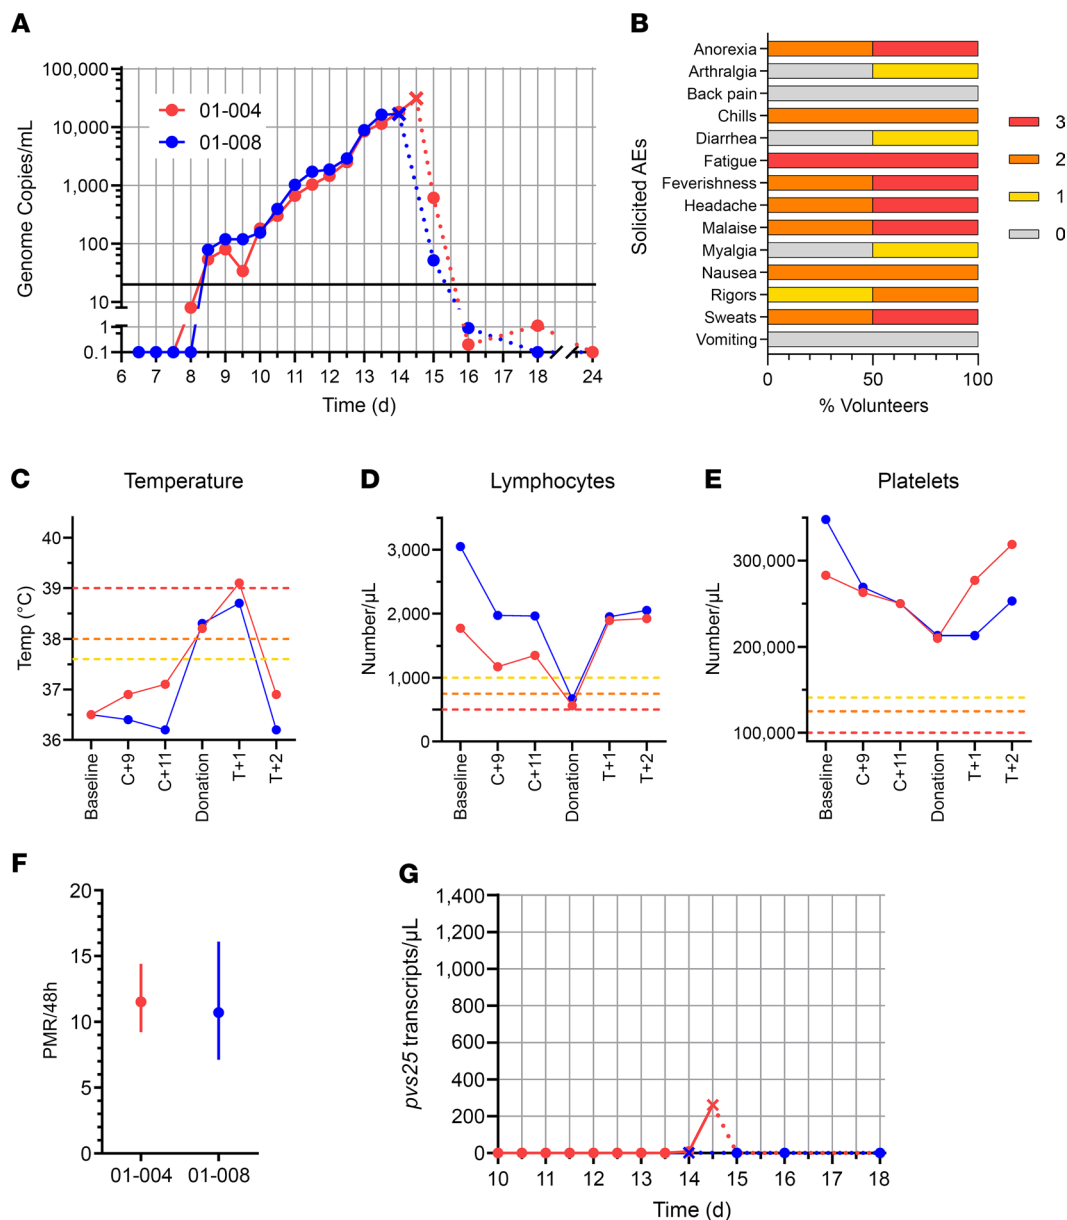 A
100,000
10,000
1,000
100
10
1
0.1
Genome Copies/mL
01-004
01-008
6 7 8 9 10 11 12 13 14 15 16 17 18 24
Time (d)
B
Solicited AEs
Anorexia
Arthralgia
Back pain
Chills
Diarrhea
Fatigue
Feverishness
Headache
Malaise
Myalgia
Nausea
Rigors
Sweats
Vomiting
0 50 100
% Volunteers
3
2
1
0
C
Temperature
Temp (°C)
40
39
38
37
36
Baseline
C+9
C+11
Donation
T+1
T+2
D
Lymphocytes
Number/µL
3,000
2,000
1,000
0
Baseline
C+9
C+11
Donation
T+1
T+2
E
Platelets
Number/µL
300,000
200,000
100,000
Baseline
C+9
C+11
Donation
T+1
T+2
F
PMR/48h
20
15
10
5
0
01-004 01-008
G
pvs25 transcripts/µL
1,400
1,200
1,000
800
600
400
200
0
10 11 12 13 14 15 16 17 18
Time (d)